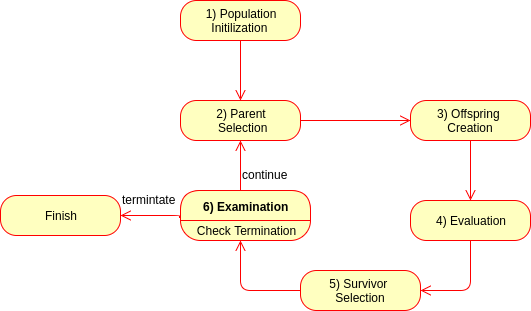 1) Population
Initilization
2) Parent
Selection
3) Offspring
Creation
continue
termintate
6) Examination
Check Termination
Finish
4) Evaluation
5) Survivor
Selection